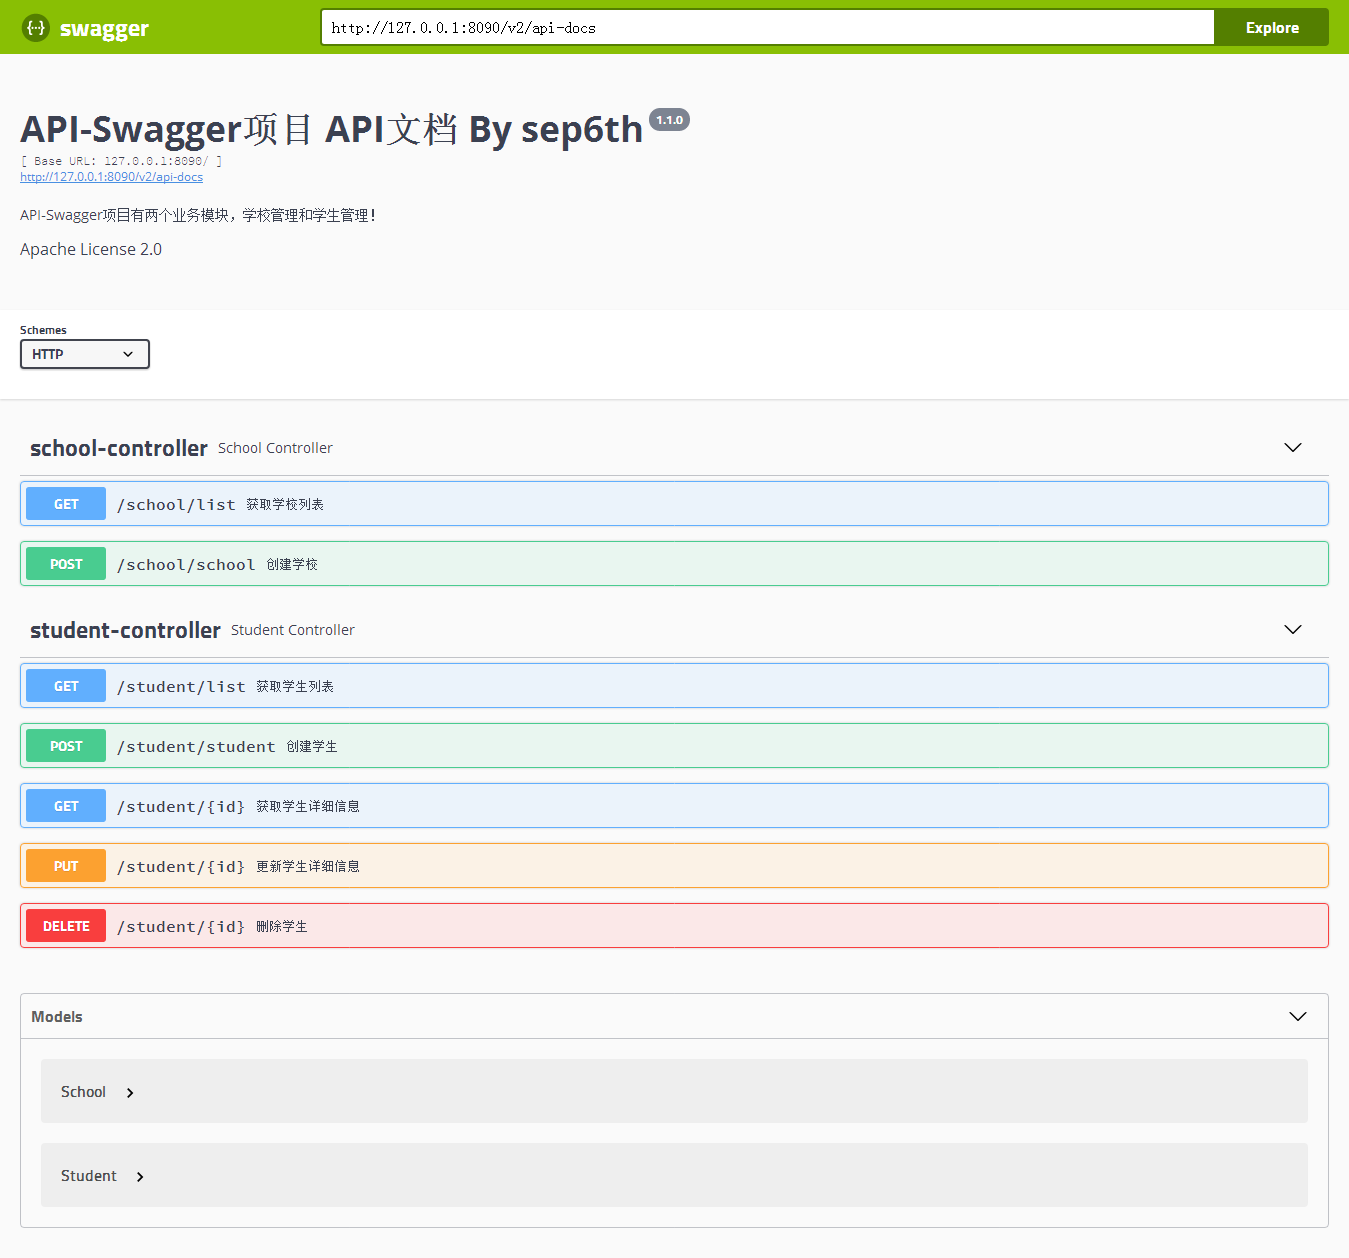 swagger
http://127.0.0.1:8090/v2/api-docs
Explore
API-Swagger项目 API文档 By sep6th 1.1.0
[ Base URL: 127.0.0.1:8090/ ]
http://127.0.0.1:8090/v2/api-docs
API-Swagger项目有两个业务模块，学校管理和学生管理！
Apache License 2.0
Schemes
HTTP
school-controller School Controller
GET /school/list 获取学校列表
POST /school/school 创建学校
student-controller Student Controller
GET /student/list 获取学生列表
POST /student/student 创建学生
GET /student/{id} 获取学生详细信息
PUT /student/{id} 更新学生详细信息
DELETE /student/{id} 删除学生
Models
School
Student